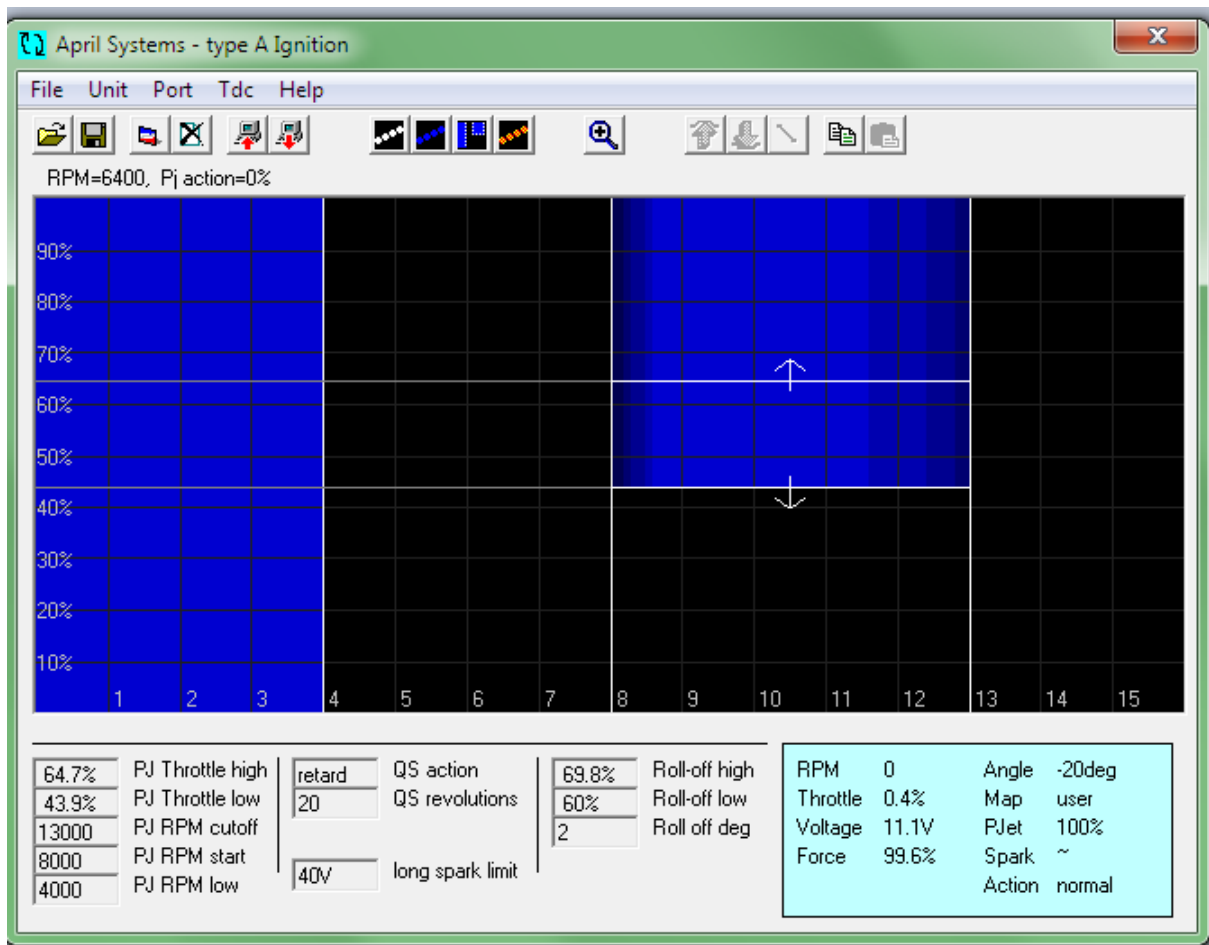 April Systems - type A Ignition
File Unit Port Tdc Help
RPM=6400, Pj action=0%
90%
80%
70%
60%
50%
40%
30%
20%
10%
1 2 3 4 5 6 7 8 9 10 11 12 13 14 15
64.7% PJ Throttle high
43.9% PJ Throttle low
13000 PJ RPM cutoff
8000 PJ RPM start
4000 PJ RPM low
retard QS action
20 QS revolutions
40V long spark limit
69.8% Roll-off high
60% Roll-off low
2 Roll off deg
RPM 0 Angle -20deg
Throttle 0.4% Map user
Voltage 11.1V PJet 100%
Force 99.6% Spark ~
Action normal